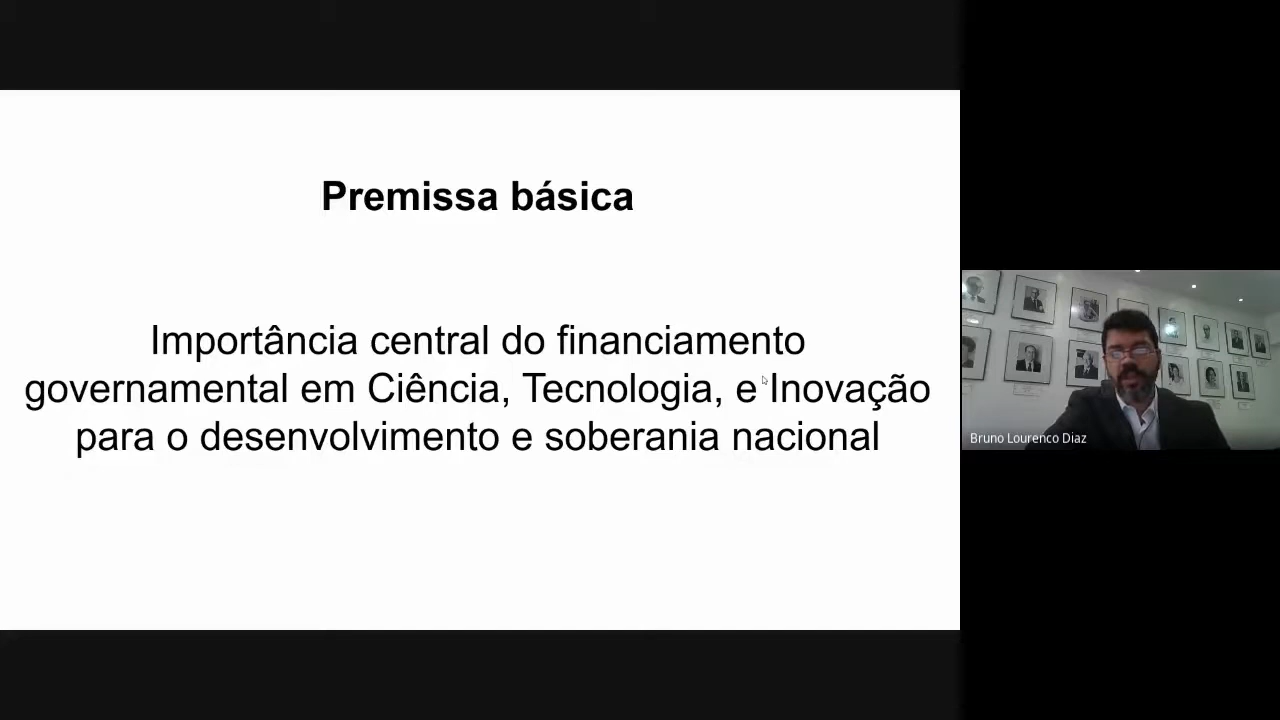 Premissa básica
Importância central do financiamento
governamental em Ciência, Tecnologia, e Inovação
para o desenvolvimento e soberania nacional
Bruno Lourenco Diaz